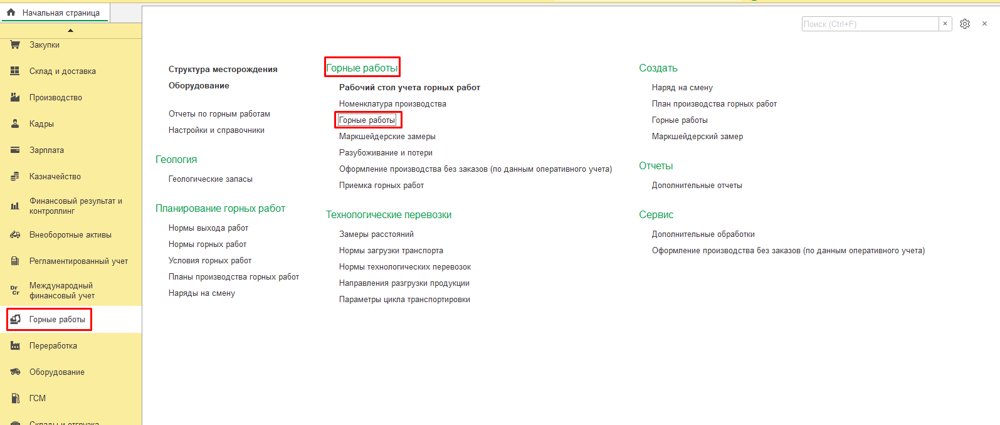 Начальная страница
Поиск (Ctrl+F)
Закупки
Склад и доставка
Производство
Кадры
Зарплата
Казначейство
Финансовый результат и
контроллинг
Внеоборотные активы
Регламентированный учет
Международный
финансовый учет
Горные работы
Переработка
Оборудование
ГСМ
Склады и отгрузка
Структура месторождения
Оборудование
Отчеты по горным работам
Настройки и справочники
Геология
Геологические запасы
Планирование горных работ
Нормы выхода работ
Нормы горных работ
Условия горных работ
Планы производства горных работ
Наряды на смену
Горные работы
Рабочий стол учета горных работ
Номенклатура производства
Горные работы
Маркшейдерские замеры
Разубоживание и потери
Оформление производства без заказов (по данным оперативного учета)
Приемка горных работ
Технологические перевозки
Замеры расстояний
Нормы загрузки транспорта
Нормы технологических перевозок
Направления разгрузки продукции
Параметры цикла транспортировки
Создать
Наряд на смену
План производства горных работ
Горные работы
Маркшейдерский замер
Отчеты
Дополнительные отчеты
Сервис
Дополнительные обработки
Оформление производства без заказов (по данным оперативного учета)